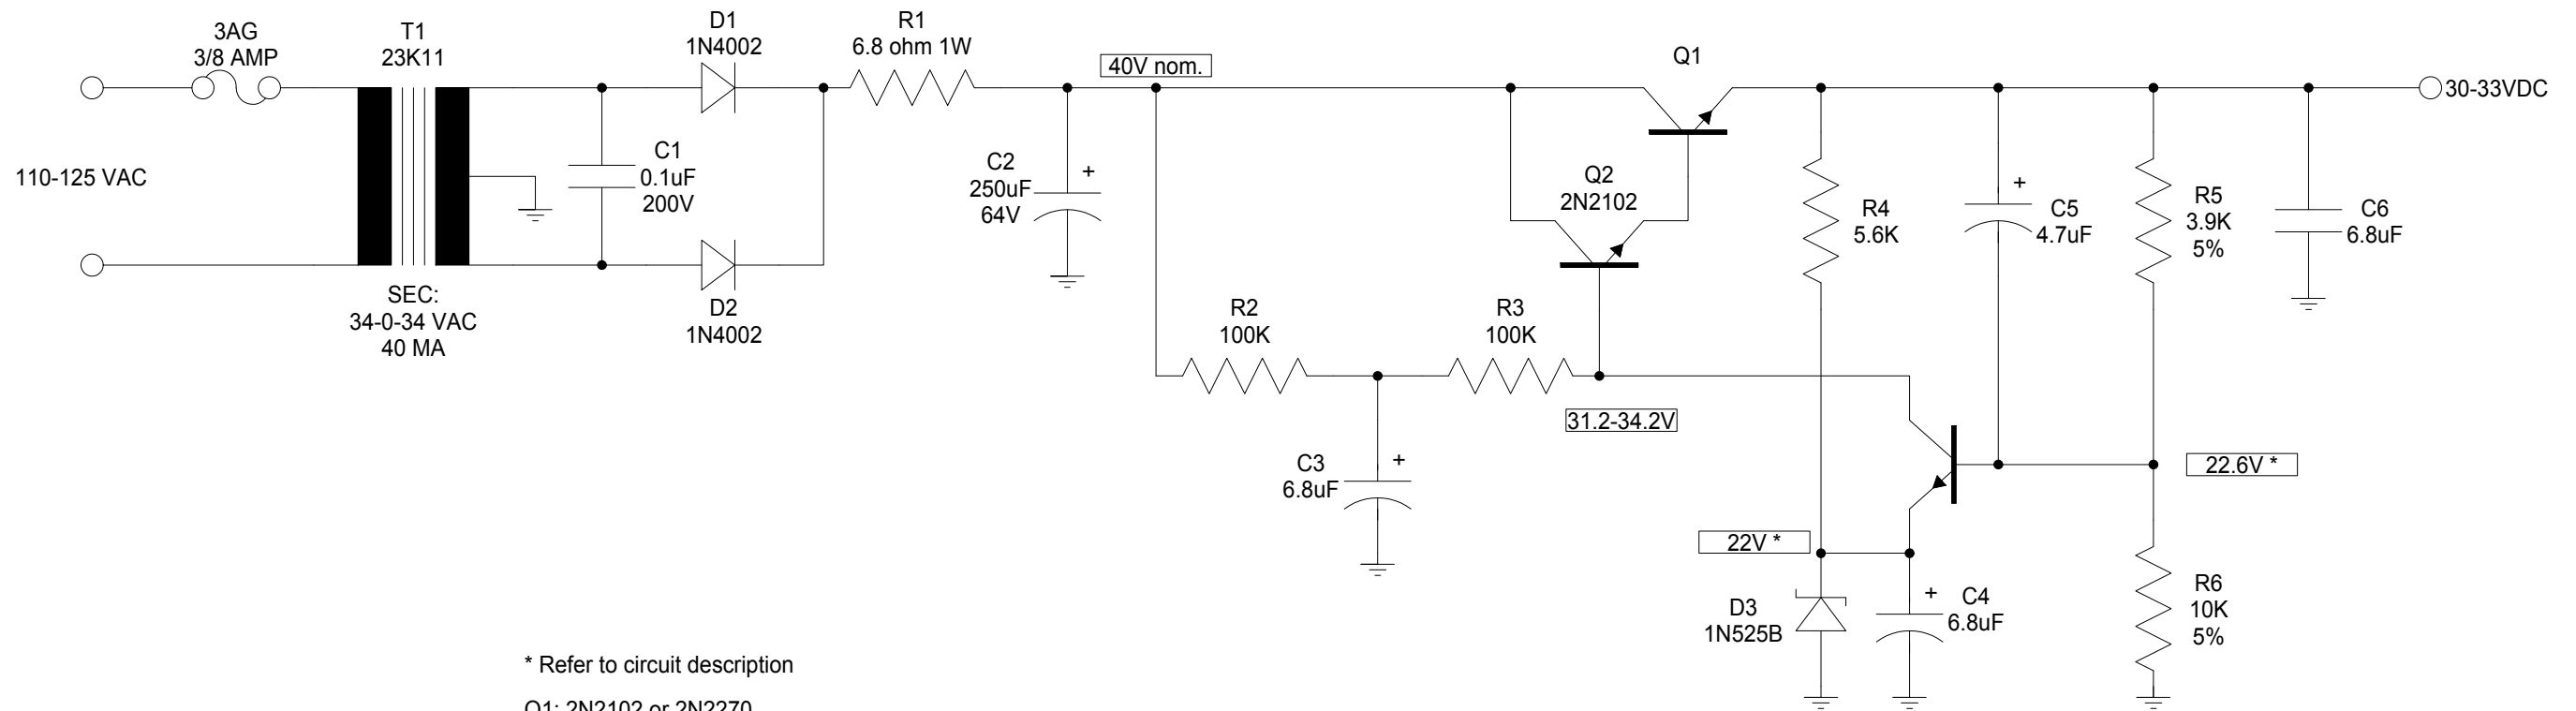 3AG
3/8 AMP
T1
23K11
D1
1N4002
R1
6.8 ohm 1W
40V nom.
Q1
30-33VDC
110-125 VAC
C1
0.1uF
200V
C2
250uF
64V
+
Q2
2N2102
R4
5.6K
+
C5
4.7uF
R5
3.9K
5%
C6
6.8uF
SEC:
34-0-34 VAC
40 MA
D2
1N4002
R2
100K
R3
100K
31.2-34.2V
C3
6.8uF
+
22.6V *
22V *
D3
1N525B
+
C4
6.8uF
R6
10K
5%
* Refer to circuit description
Q1: 2N2102 or 2N2270